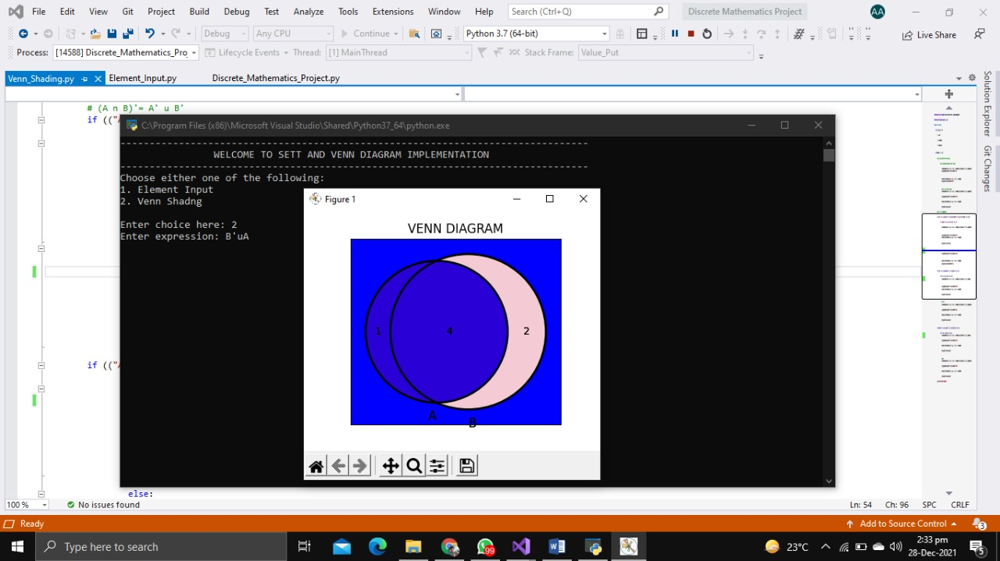 File Edit View Git Project Build Debug Test Analyze Tools Extensions Window Help Search (Ctrl+Q) Discrete Mathematics Project AA
Debug Any CPU Continue Python 3.7 (64-bit) Live Share
Process: [14588] Discrete_Mathematics_Pro Lifecycle Events Thread: [1] MainThread Stack Frame: Value_Put
Venn_Shading.py Element_Input.py Discrete_Mathematics_Project.py
Solution Explorer
Git Changes
# (A n B)'= A' u B'
if (("
C:\Program Files (x86)\Microsoft Visual Studio\Shared\Python37_64\python.exe
WELCOME TO SETT AND VENN DIAGRAM IMPLEMENTATION
Choose either one of the following:
1. Element Input
2. Venn Shadng
Enter choice here: 2
Enter expression: B'uA
Figure 1
VENN DIAGRAM
1 4
A
B
if (("
else:
100 % No issues found Ln: 54 Ch: 96 SPC CRLF
Ready Add to Source Control 3
Type here to search 99 23°C 2:33 pm
28-Dec-2021 5